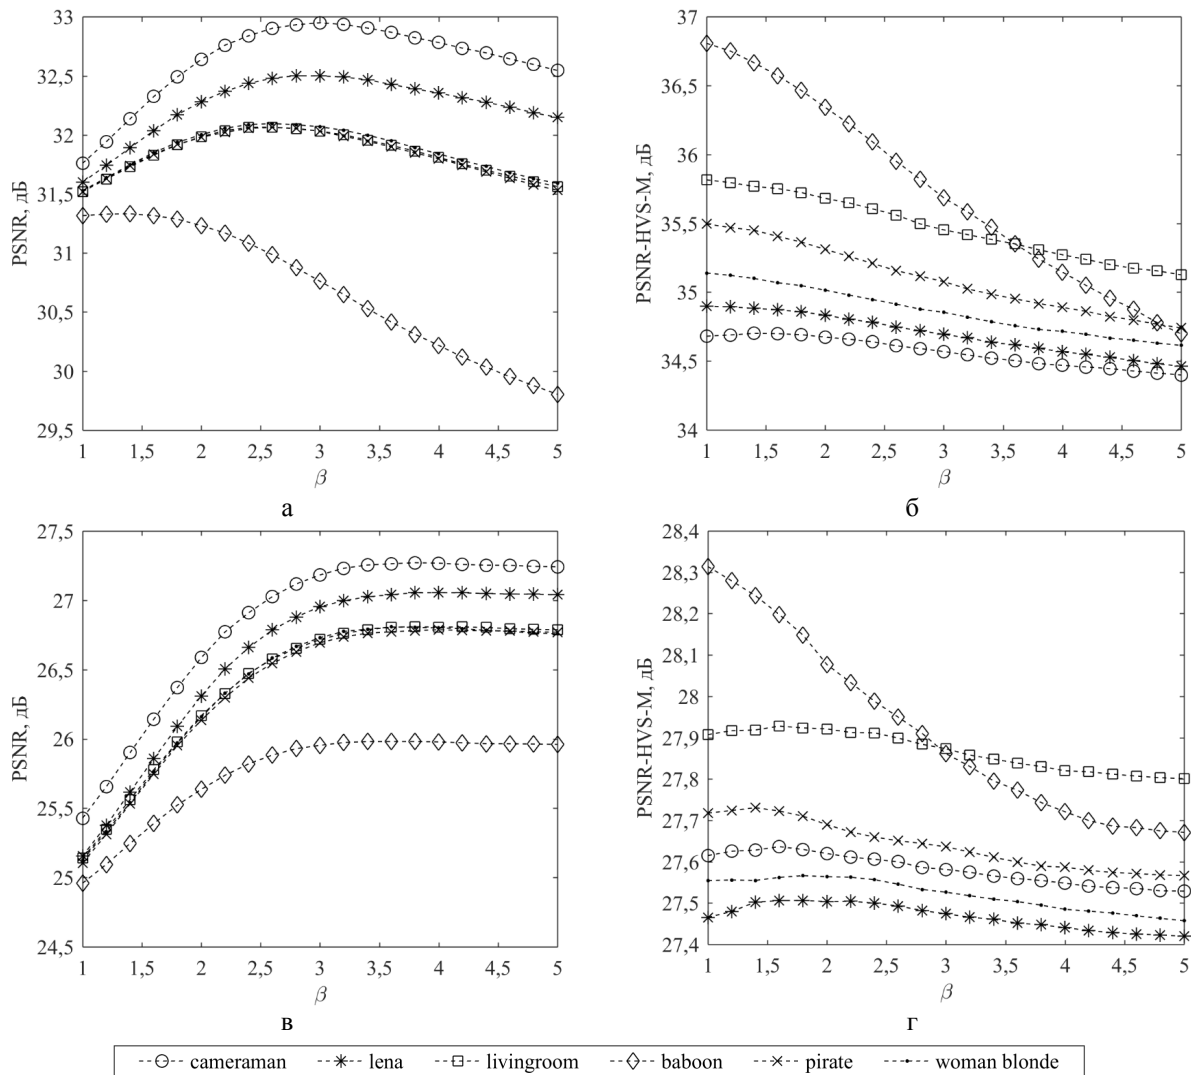 33
32,5
32
31,5
31
30,5
30
29,5
PSNR, дБ
1 1,5 2 2,5 3 3,5 4 4,5 5
β
а
37
36,5
36
35,5
35
34,5
34
PSNR-HVS-M, дБ
1 1,5 2 2,5 3 3,5 4 4,5 5
β
б
27,5
27
26,5
26
25,5
25
24,5
PSNR, дБ
1 1,5 2 2,5 3 3,5 4 4,5 5
β
в
28,4
28,3
28,2
28,1
28
27,9
27,8
27,7
27,6
27,5
27,4
PSNR-HVS-M, дБ
1 1,5 2 2,5 3 3,5 4 4,5 5
β
г
cameraman lena livingroom baboon pirate woman blonde